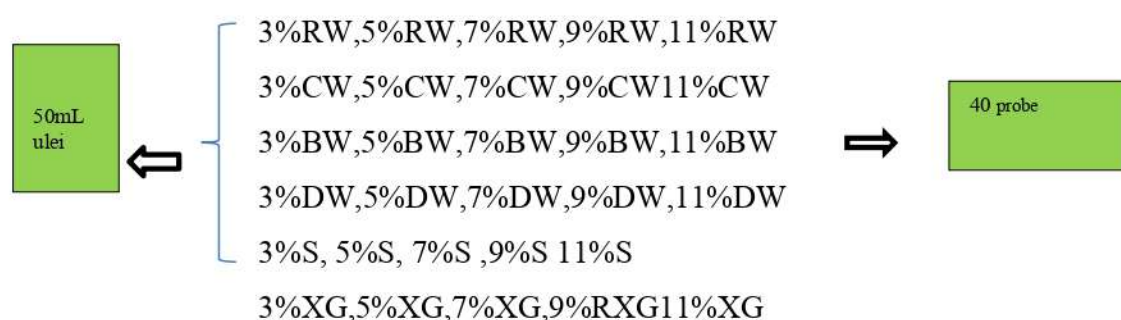 50mL
ulei
3%RW,5%RW,7%RW,9%RW,11%RW
3%CW,5%CW,7%CW,9%CW11%CW
3%BW,5%BW,7%BW,9%BW,11%BW
3%DW,5%DW,7%DW,9%DW,11%DW
3%S, 5%S, 7%S ,9%S 11%S
3%XG,5%XG,7%XG,9%RXG11%XG
40 probe